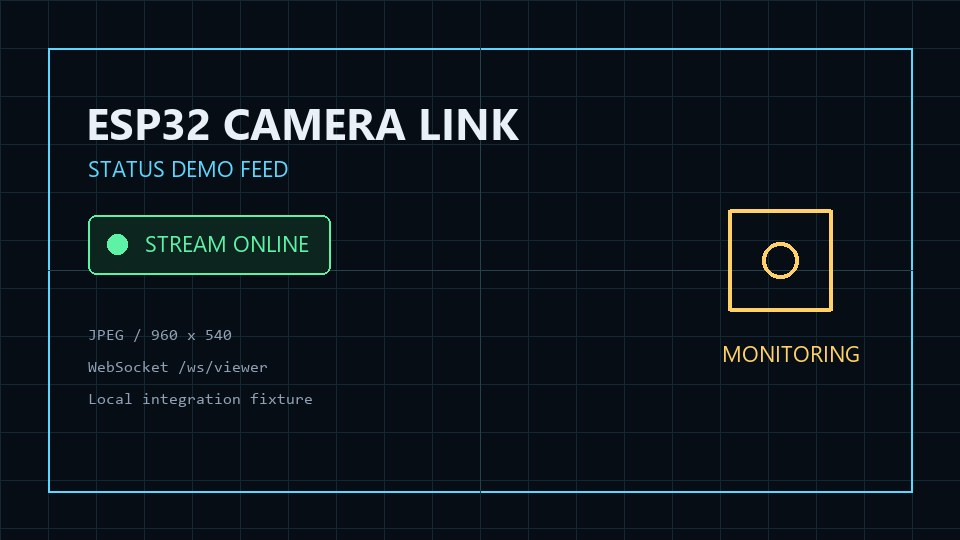 ESP32 CAMERA LINK
STATUS DEMO FEED
STREAM ONLINE
JPEG / 960 x 540
WebSocket /ws/viewer
Local integration fixture
MONITORING